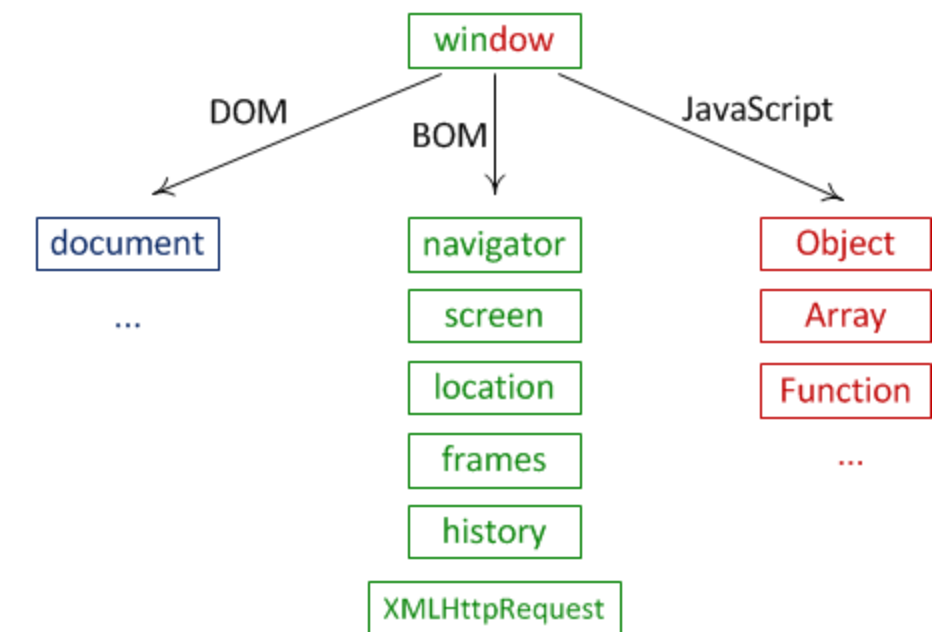 window
DOM
BOM
JavaScript
document
...
navigator
screen
location
frames
history
XMLHttpRequest
Object
Array
Function
...